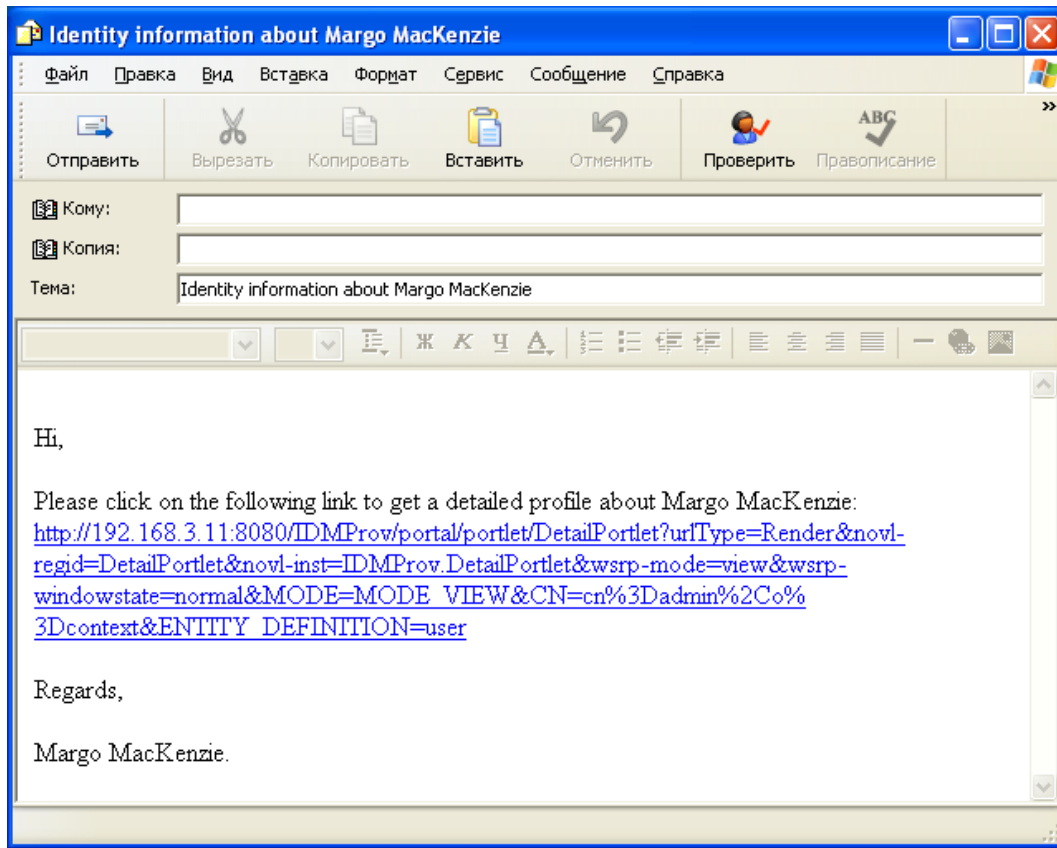 Identity information about Margo MacKenzie
Файл Правка Вид Вставка Формат Сервис Сообщение Справка
»
ABC
Отправить Вырезать Копировать Вставить Отменить Проверить Правописание
Кому:
Копия:
Тема: Identity information about Margo MacKenzie
Ж К Ч A
Hi,
Please click on the following link to get a detailed profile about Margo MacKenzie:
http://192.168.3.11:8080/IDMProv/portal/portlet/DetailPortlet?urlType=Render&novl-
regid=DetailPortlet&novl-inst=IDMProv.DetailPortlet&wsrp-mode=view&wsrp-
windowstate=normal&MODE=MODE_VIEW&CN=cn%3Dadmin%2Co%
3Dcontext&ENTITY_DEFINITION=user
Regards,
Margo MacKenzie.